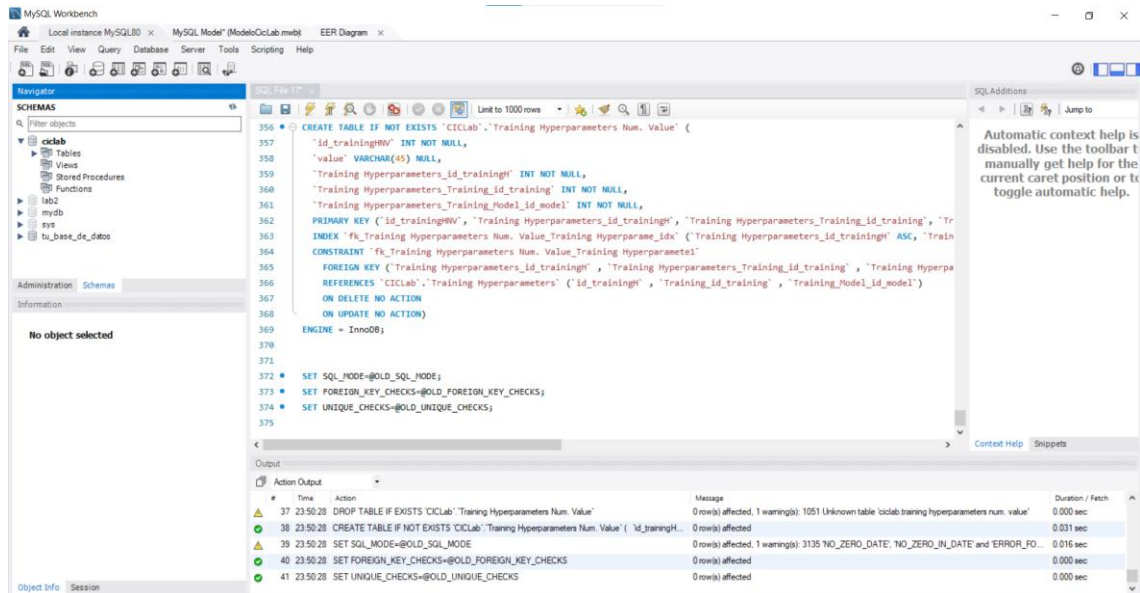 MySQL Workbench
Local instance MySQL80 × MySQL Model* (ModeloCicLab.mwb) × EER Diagram ×
File Edit View Query Database Server Tools Scripting Help
Navigator
SCHEMAS
Filter objects
ciclab
Tables
Views
Stored Procedures
Functions
lab2
mydb
sys
tu_base_de_datos
Administration Schemas
Information
No object selected
Object Info Session
SQL File 17* ×
Limit to 1000 rows
356 CREATE TABLE IF NOT EXISTS `CICLab`.`Training Hyperparameters Num. Value` (
357 `id_trainingHNV` INT NOT NULL,
358 `value` VARCHAR(45) NULL,
359 `Training Hyperparameters_id_trainingH` INT NOT NULL,
360 `Training Hyperparameters_Training_id_training` INT NOT NULL,
361 `Training Hyperparameters_Training_Model_id_model` INT NOT NULL,
362 PRIMARY KEY (`id_trainingHNV`, `Training Hyperparameters_id_trainingH`, `Training Hyperparameters_Training_id_training`, `Tr
363 INDEX `fk_Training Hyperparameters Num. Value_Training Hyperparame_idx` (`Training Hyperparameters_id_trainingH` ASC, `Train
364 CONSTRAINT `fk_Training Hyperparameters Num. Value_Training Hyperparamete1`
365 FOREIGN KEY (`Training Hyperparameters_id_trainingH` , `Training Hyperparameters_Training_id_training` , `Training Hyperpa
366 REFERENCES `CICLab`.`Training Hyperparameters` (`id_trainingH` , `Training_id_training` , `Training_Model_id_model`)
367 ON DELETE NO ACTION
368 ON UPDATE NO ACTION)
369 ENGINE = InnoDB;
370
371
372 SET SQL_MODE=@OLD_SQL_MODE;
373 SET FOREIGN_KEY_CHECKS=@OLD_FOREIGN_KEY_CHECKS;
374 SET UNIQUE_CHECKS=@OLD_UNIQUE_CHECKS;
375
SQLAdditions
Jump to
Automatic context help is
disabled. Use the toolbar t
manually get help for the
current caret position or to
toggle automatic help.
Context Help Snippets
Output
Action Output
# Time Action Message Duration / Fetch
37 23:50:28 DROP TABLE IF EXISTS `CICLab`.`Training Hyperparameters Num. Value` 0 row(s) affected, 1 warning(s): 1051 Unknown table 'ciclab.training hyperparameters num. value' 0.000 sec
38 23:50:28 CREATE TABLE IF NOT EXISTS `CICLab`.`Training Hyperparameters Num. Value` ( `id_trainingH... 0 row(s) affected 0.031 sec
39 23:50:28 SET SQL_MODE=@OLD_SQL_MODE 0 row(s) affected, 1 warning(s): 3135 'NO_ZERO_DATE', 'NO_ZERO_IN_DATE' and 'ERROR_FO... 0.016 sec
40 23:50:28 SET FOREIGN_KEY_CHECKS=@OLD_FOREIGN_KEY_CHECKS 0 row(s) affected 0.000 sec
41 23:50:28 SET UNIQUE_CHECKS=@OLD_UNIQUE_CHECKS 0 row(s) affected 0.000 sec